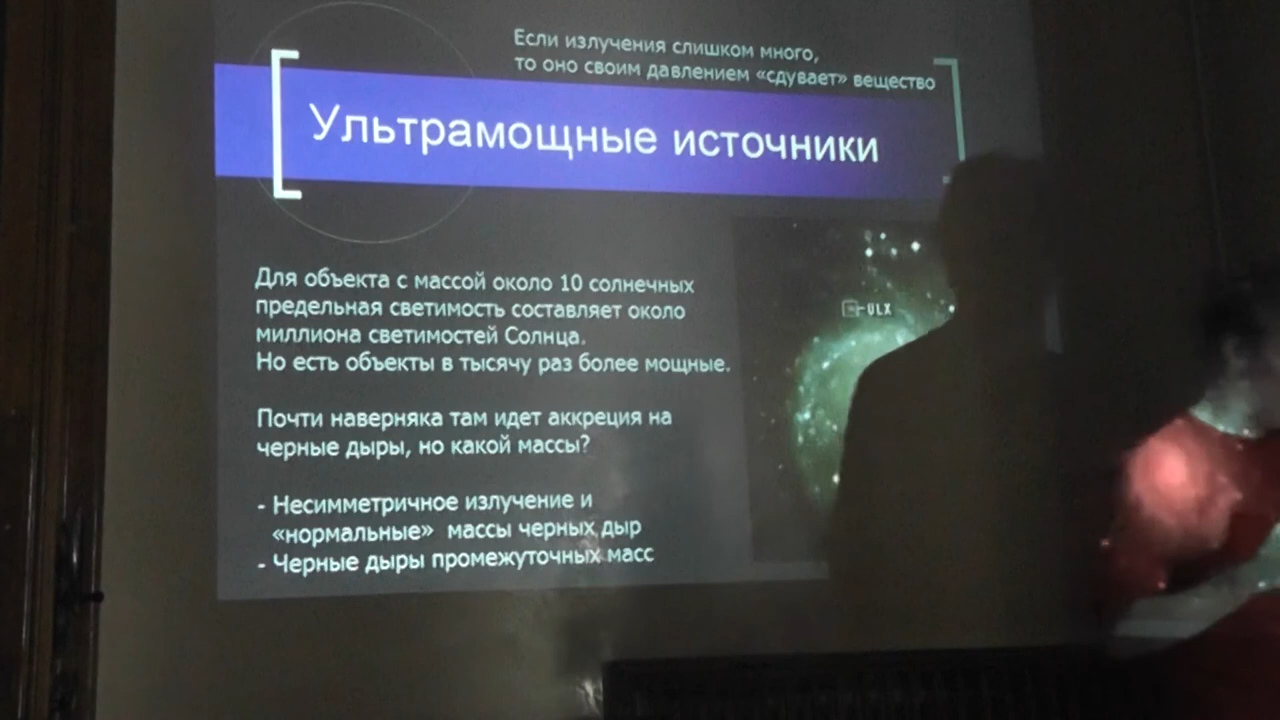 Если излучения слишком много,
то оно своим давлением «сдувает» вещество
Ультрамощные источники
Для объекта с массой около 10 солнечных
предельная светимость составляет около
миллиона светимостей Солнца.
Но есть объекты в тысячу раз более мощные.
ULX
Почти наверняка там идет аккреция на
черные дыры, но какой массы?
- Несимметричное излучение и
«нормальные» массы черных дыр
- Черные дыры промежуточных масс